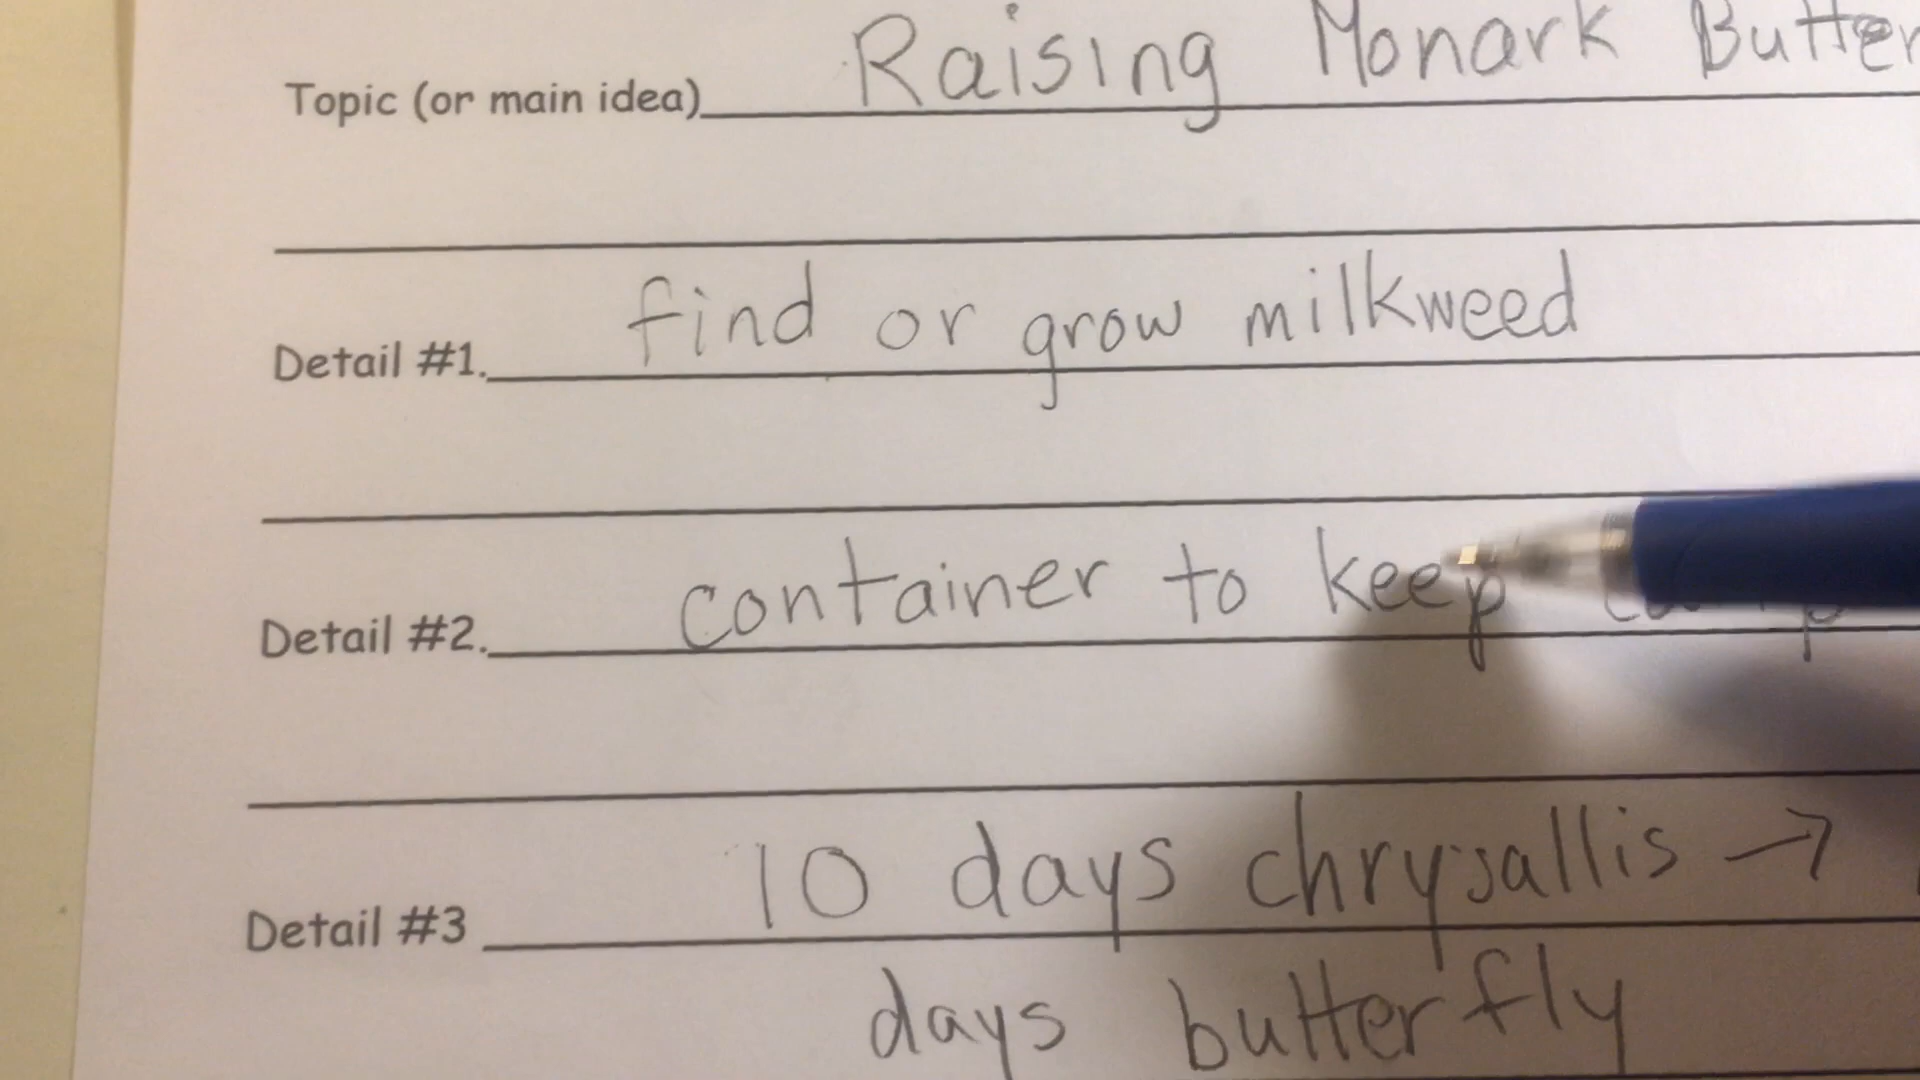 Topic (or main idea) Raising Monark Butter
Detail #1. find or grow milkweed
Detail #2. container to keep
Detail #3 10 days chrysallis →
days butterfly